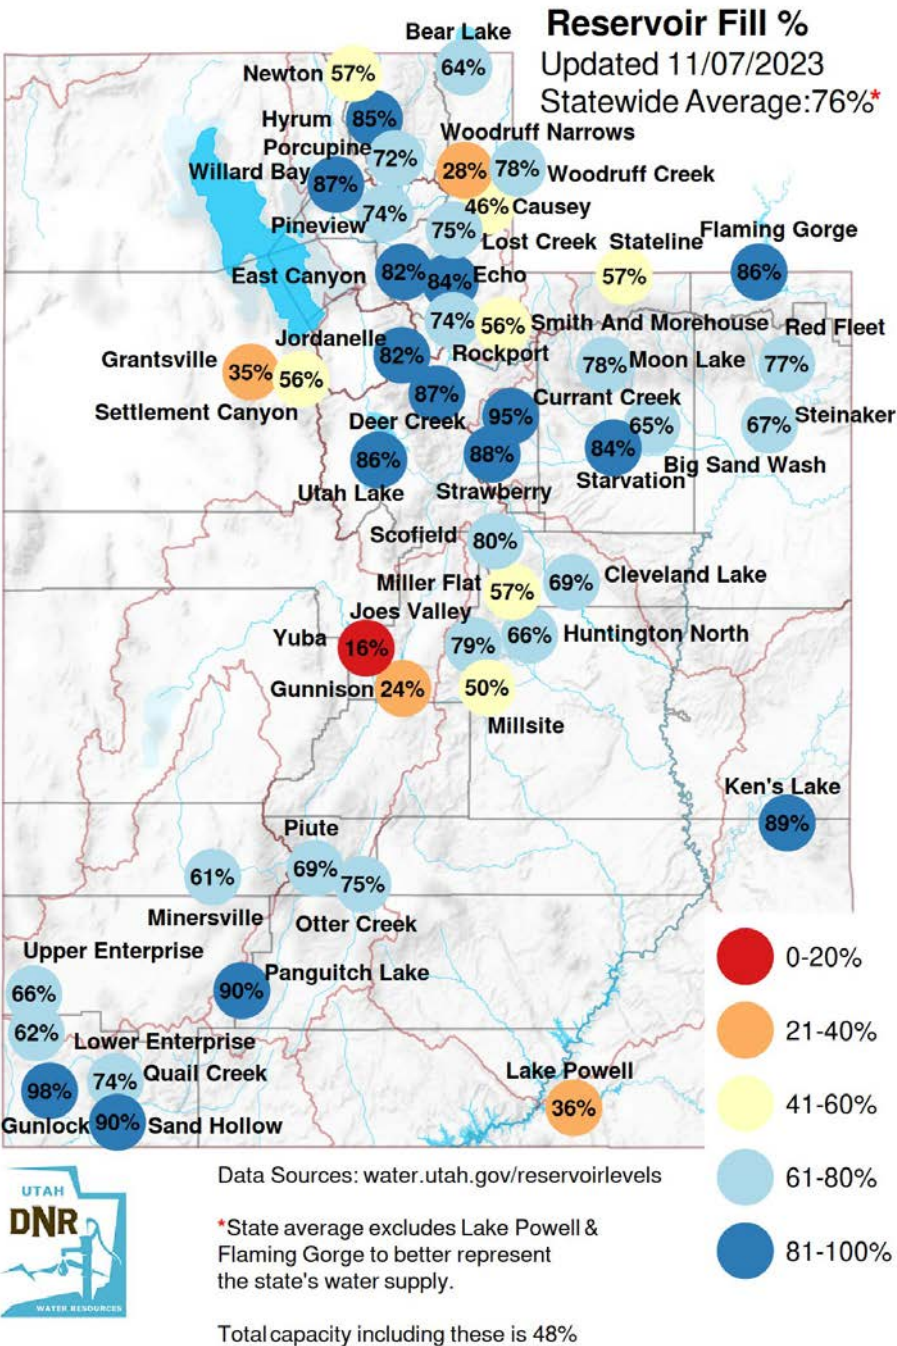 Reservoir Fill %
Updated 11/07/2023
Statewide Average:76%*
Bear Lake
64%
Newton 57%
Hyrum 85%
Porcupine 72%
Woodruff Narrows
28%
78% Woodruff Creek
Willard Bay 87%
46% Causey
Pineview 74%
75% Lost Creek
Stateline
57%
Flaming Gorge
86%
East Canyon 82%
84% Echo
74%
Rockport
56% Smith And Morehouse
Red Fleet
77%
Jordanelle
82%
Grantsville
35%
56%
Settlement Canyon
78% Moon Lake
87%
Deer Creek
Currant Creek
95%
65%
Big Sand Wash
67% Steinaker
84%
Starvation
86%
Utah Lake
88%
Strawberry
Scofield 80%
Miller Flat 57%
69% Cleveland Lake
Joes Valley
79%
66% Huntington North
Yuba 16%
Gunnison 24%
50%
Millsite
Ken's Lake
89%
Piute
69%
61%
Minersville
75%
Otter Creek
Upper Enterprise
66%
90% Panguitch Lake
62%
Lower Enterprise
74% Quail Creek
98%
Gunlock
90% Sand Hollow
Lake Powell
36%
0-20%
21-40%
41-60%
61-80%
81-100%
UTAH
DNR
WATER RESOURCES
Data Sources: water.utah.gov/reservoirlevels
*State average excludes Lake Powell &
Flaming Gorge to better represent
the state's water supply.
Total capacity including these is 48%